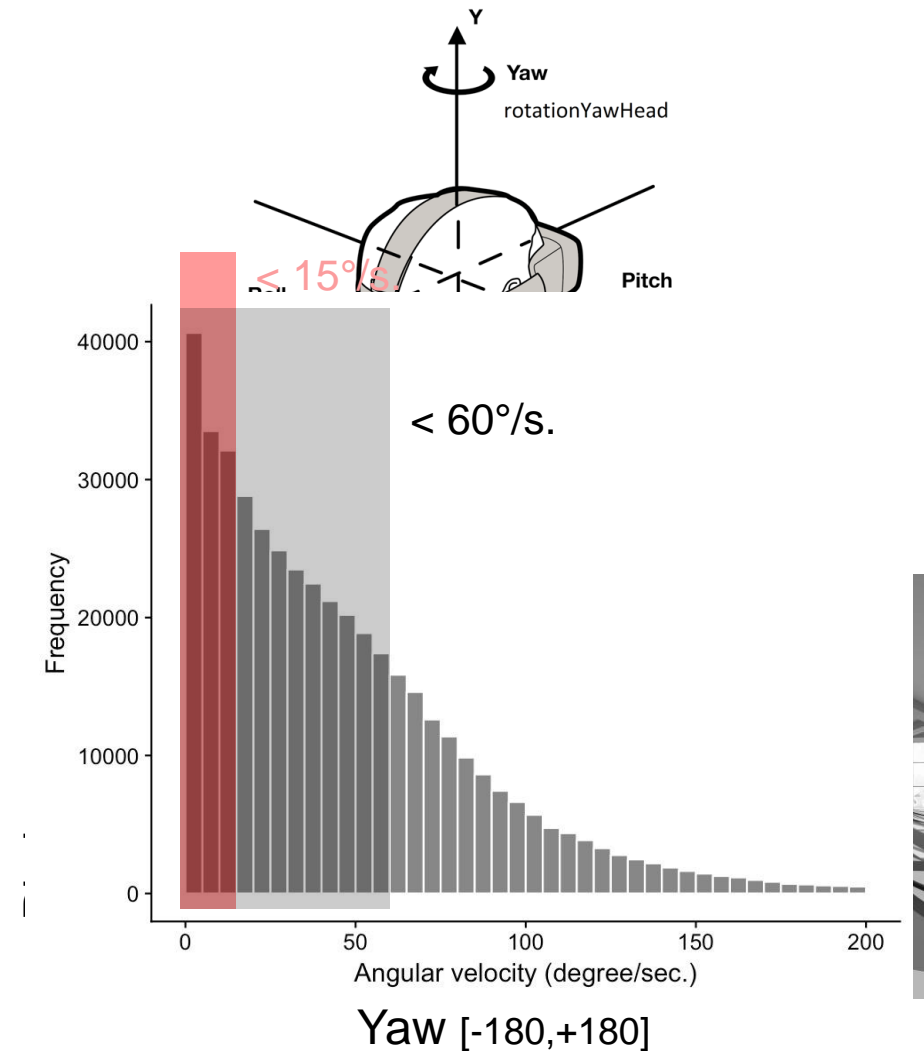 Y
Yaw
rotationYawHead
< 15°/s.
Pitch
40000
< 60°/s.
30000
Frequency
20000
10000
0
0 50 100 150 200
Angular velocity (degree/sec.)
Yaw [-180,+180]